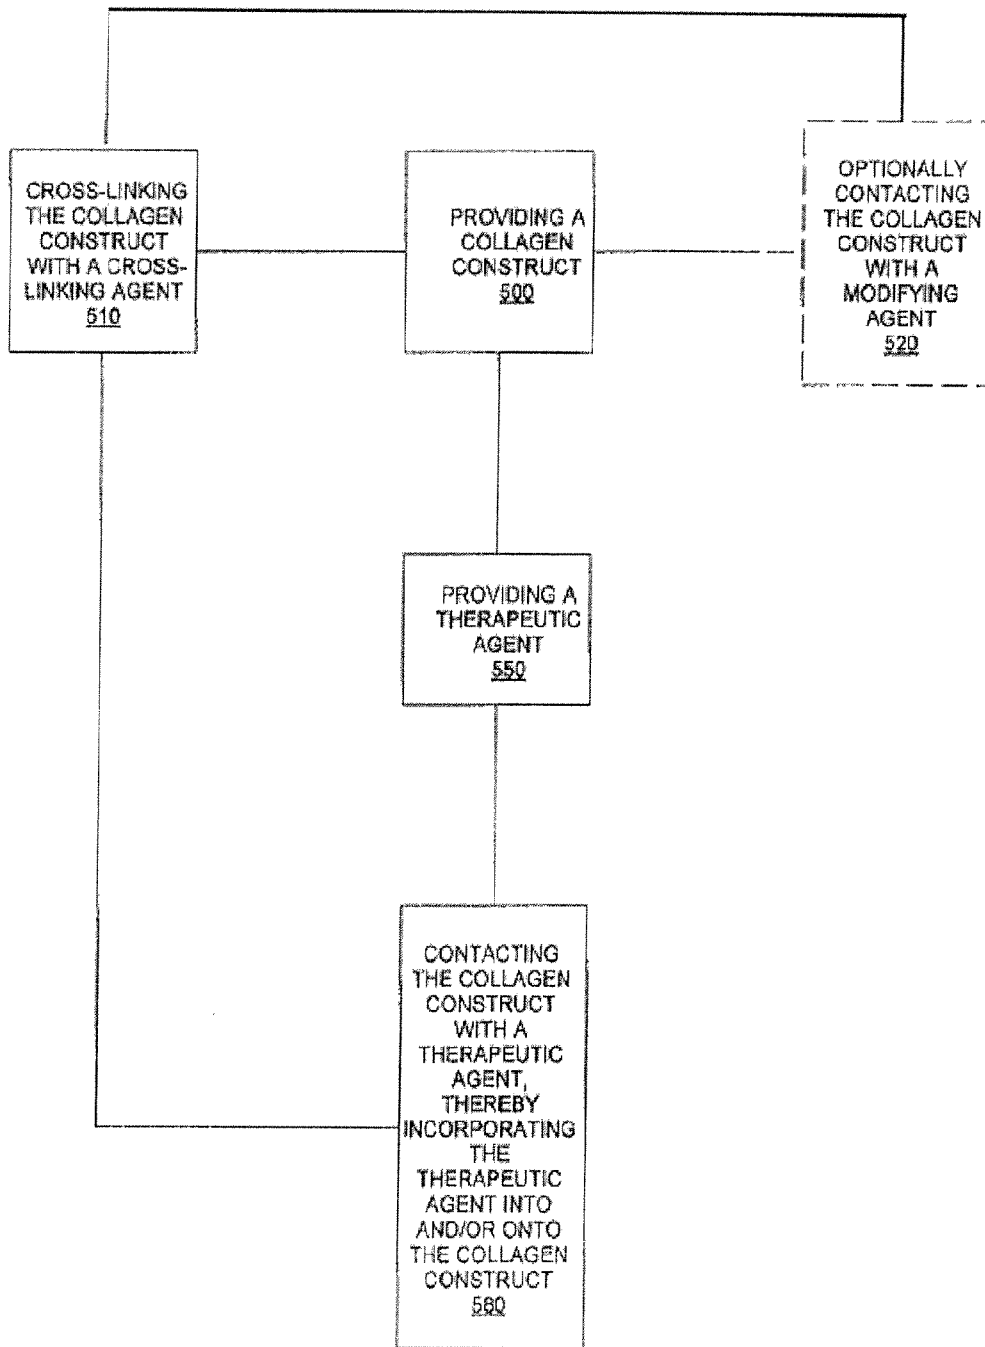 CROSS-LINKING
THE COLLAGEN
CONSTRUCT
WITH A CROSS-
LINKING AGENT
510
PROVIDING A
COLLAGEN
CONSTRUCT
500
OPTIONALLY
CONTACTING
THE COLLAGEN
CONSTRUCT
WITH A
MODIFYING
AGENT
520
PROVIDING A
THERAPEUTIC
AGENT
550
CONTACTING
THE COLLAGEN
CONSTRUCT
WITH A
THERAPEUTIC
AGENT,
THEREBY
INCORPORATING
THE
THERAPEUTIC
AGENT INTO
AND/OR ONTO
THE COLLAGEN
CONSTRUCT
580